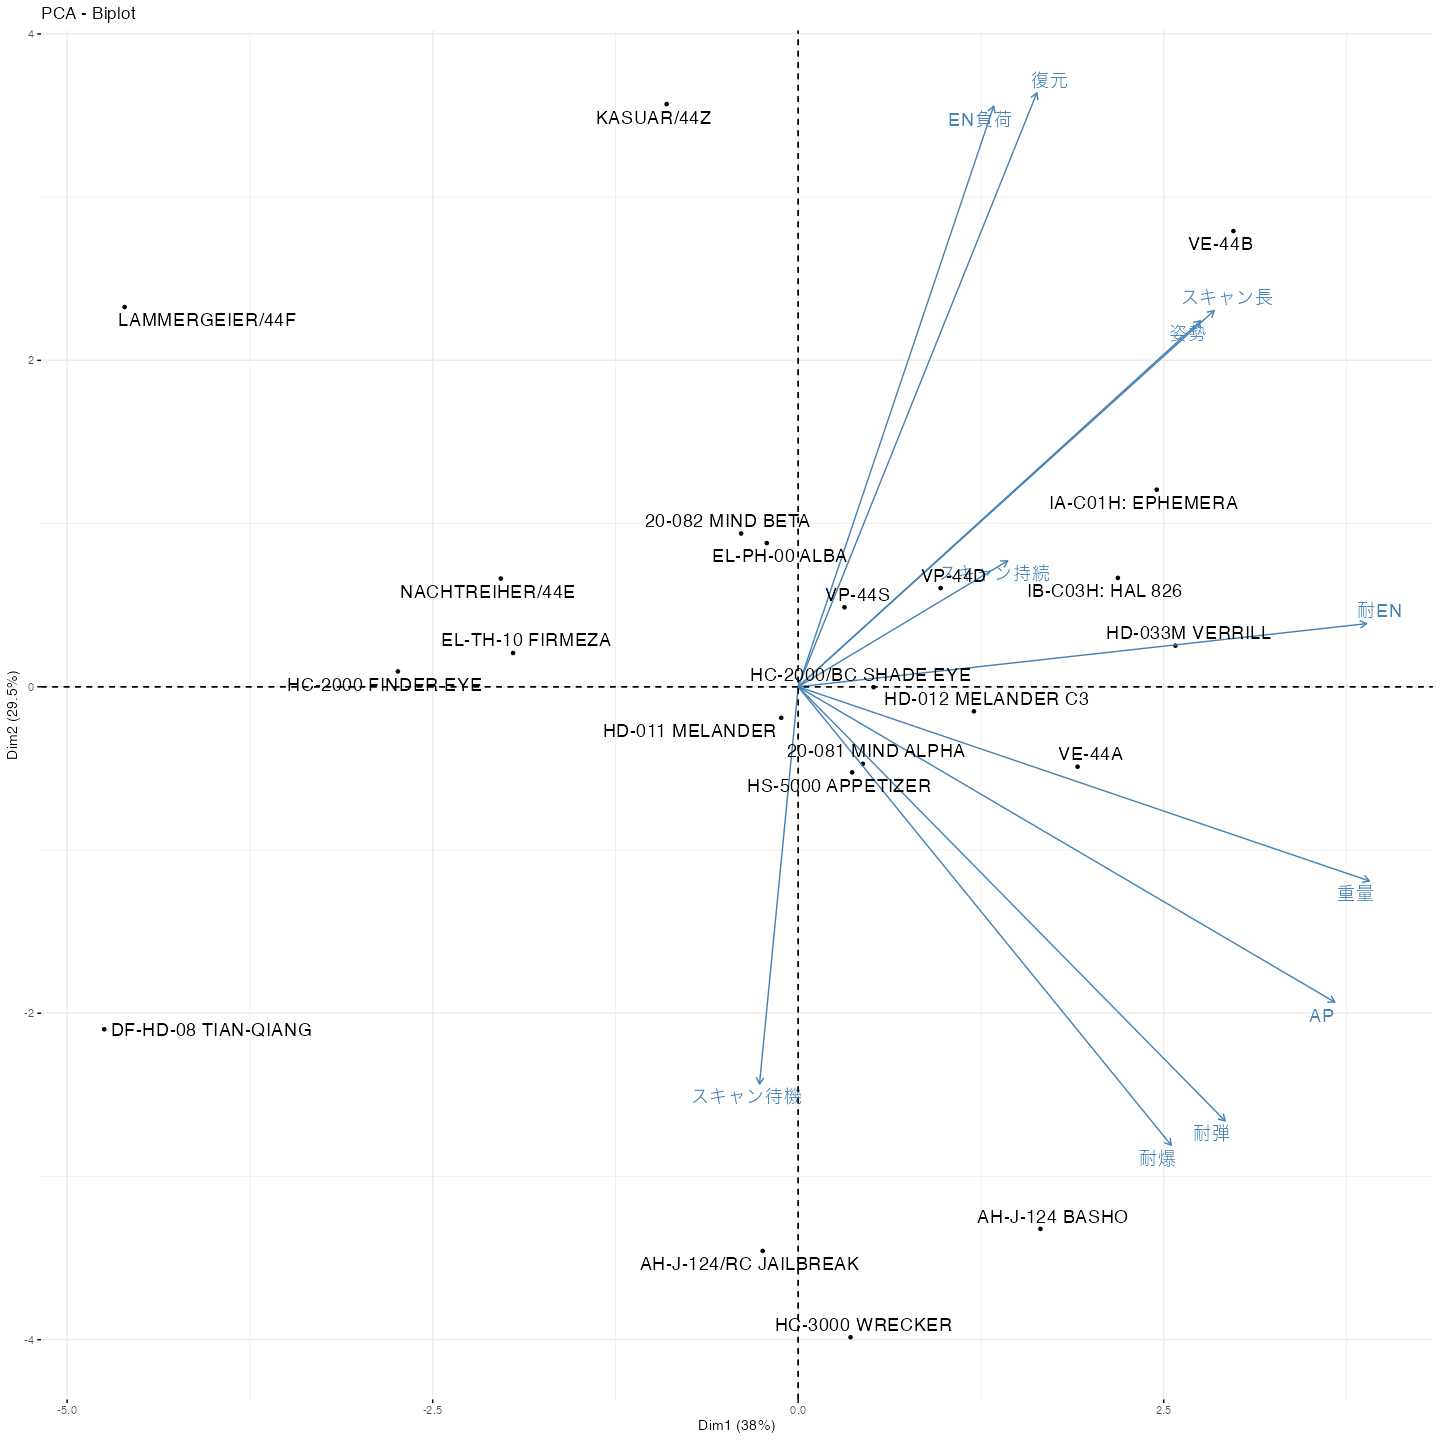 PCA - Biplot
4
復元
KASUAR/44Z
EN負荷
VE-44B
スキャン長
LAMMERGEIER/44F
姿勢
2
20-082 MIND BETA
IA-C01H: EPHEMERA
EL-PH-00 ALBA
スキャン持続
VP-44D
NACHTREIHER/44E
VP-44S
IB-C03H: HAL 826
耐EN
HD-033M VERRILL
EL-TH-10 FIRMEZA
HC-2000/BC SHADE EYE
HC-2000 FINDER EYE
0
HD-012 MELANDER C3
HD-011 MELANDER
20-081 MIND ALPHA
VE-44A
HS-5000 APPETIZER
Dim2 (29.5%)
重量
-2
AP
DF-HD-08 TIAN-QIANG
スキャン待機
耐弾
耐爆
AH-J-124 BASHO
AH-J-124/RC JAILBREAK
HC-3000 WRECKER
-4
-5.0
-2.5
0.0
2.5
Dim1 (38%)